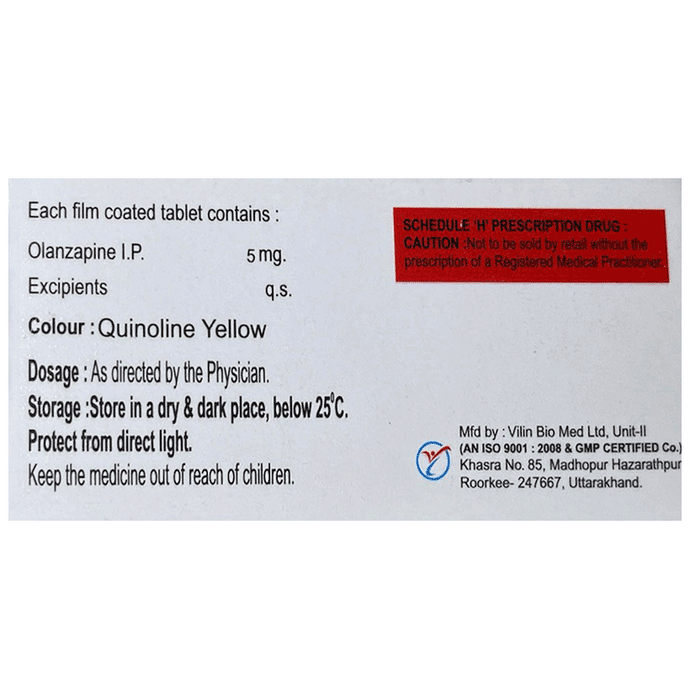 Each film coated tablet contains :
Olanzapine I.P. 5 mg.
Excipients q.s.
Colour : Quinoline Yellow
Dosage : As directed by the Physician.
Storage : Store in a dry & dark place, below 25⁰C.
Protect from direct light.
Keep the medicine out of reach of children.
SCHEDULE 'H' PRESCRIPTION DRUG :
CAUTION :Not to be sold by retail without the
prescription of a Registered Medical Practitioner.
Mfd by : Vilin Bio Med Ltd, Unit-II
(AN ISO 9001 : 2008 & GMP CERTIFIED Co.)
Khasra No. 85, Madhopur Hazarathpur
Roorkee- 247667, Uttarakhand.